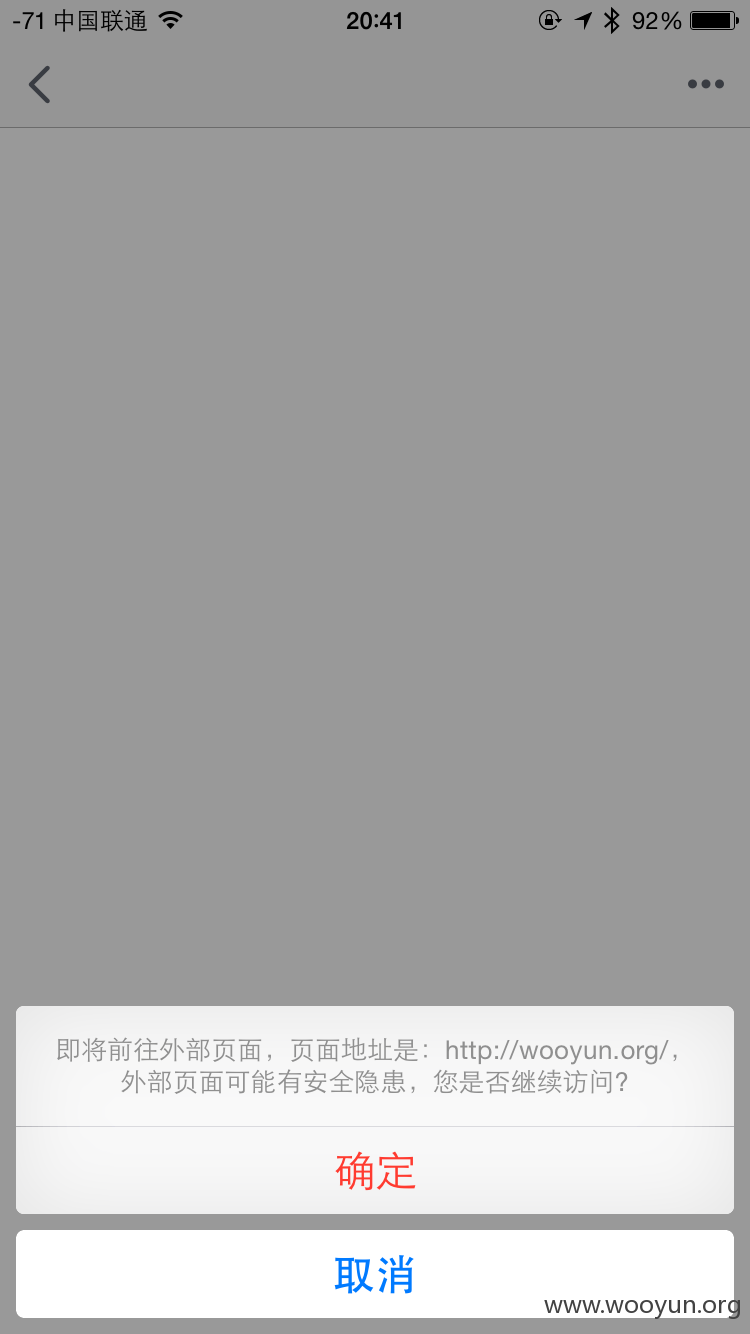 -71 中国联通 20:41 92%
即将前往外部页面，页面地址是：http://wooyun.org/，
外部页面可能有安全隐患，您是否继续访问?
确定
取消
www.wooyun.org